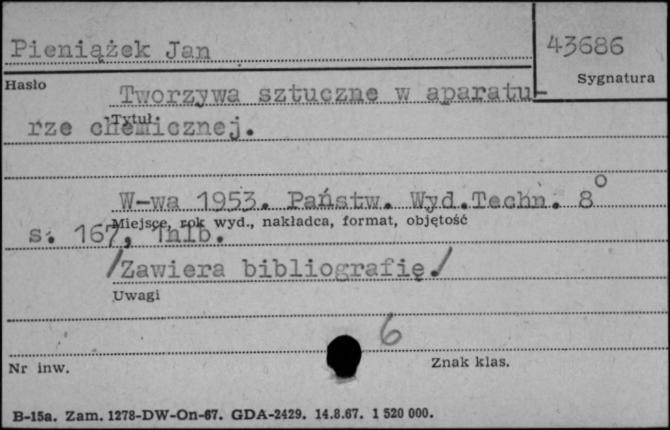 Pieniążek Jan
43686
Hasło
Sygnatura
Tworzywa sztuczne w aparatu-
rze chemicznej.
Tytuł
W-wa 1953. Państw. Wyd.Techn. 8°
Miejsce, rok wyd., nakładca, format, objętość
s. 167, 1nlb.
/Zawiera bibliografię./
Uwagi
6
Nr inw.
Znak klas.
B-15a. Zam. 1278-DW-On-67. GDA-2429. 14.8.67. 1 520 000.